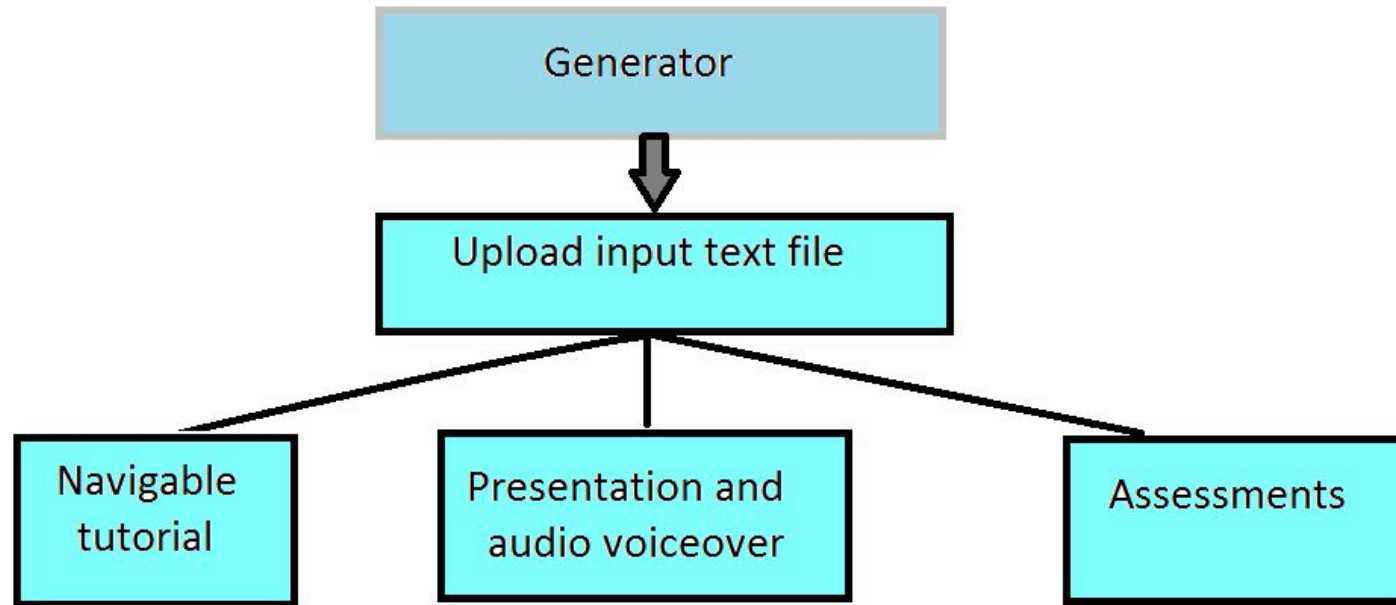 Generator
Upload input text file
Navigable
tutorial
Presentation and
audio voiceover
Assessments